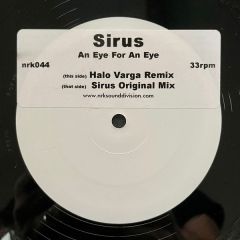 Sirus
An Eye For An Eye
nrk044 33rpm
(this side) Halo Varga Remix
(that side) Sirus Original Mix
www.nrksounddivision.com